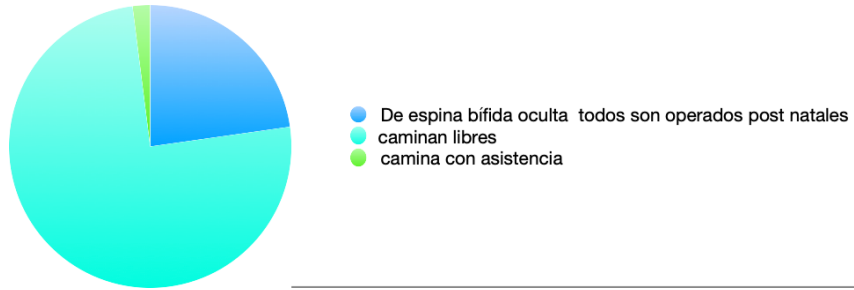 De espina bífida oculta  todos son operados post natales
caminan libres
camina con asistencia